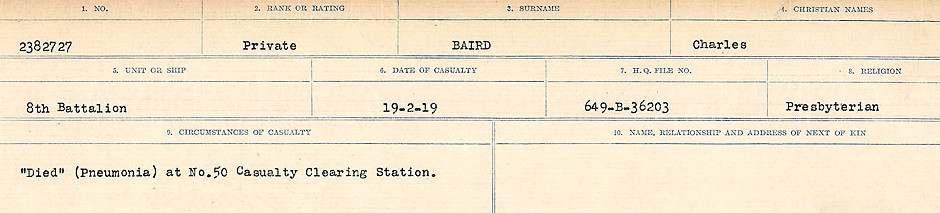 1. NO. 2. RANK OR RATING 3. SURNAME 4. CHRISTIAN NAMES
2382727 Private BAIRD Charles
5. UNIT OR SHIP 6. DATE OF CASUALTY 7. H.Q. FILE NO. 8. RELIGION
8th Battalion 19-2-19 649-B-36203 Presbyterian
9. CIRCUMSTANCES OF CASUALTY 10. NAME, RELATIONSHIP AND ADDRESS OF NEXT OF KIN
"Died" (Pneumonia) at No.50 Casualty Clearing Station.